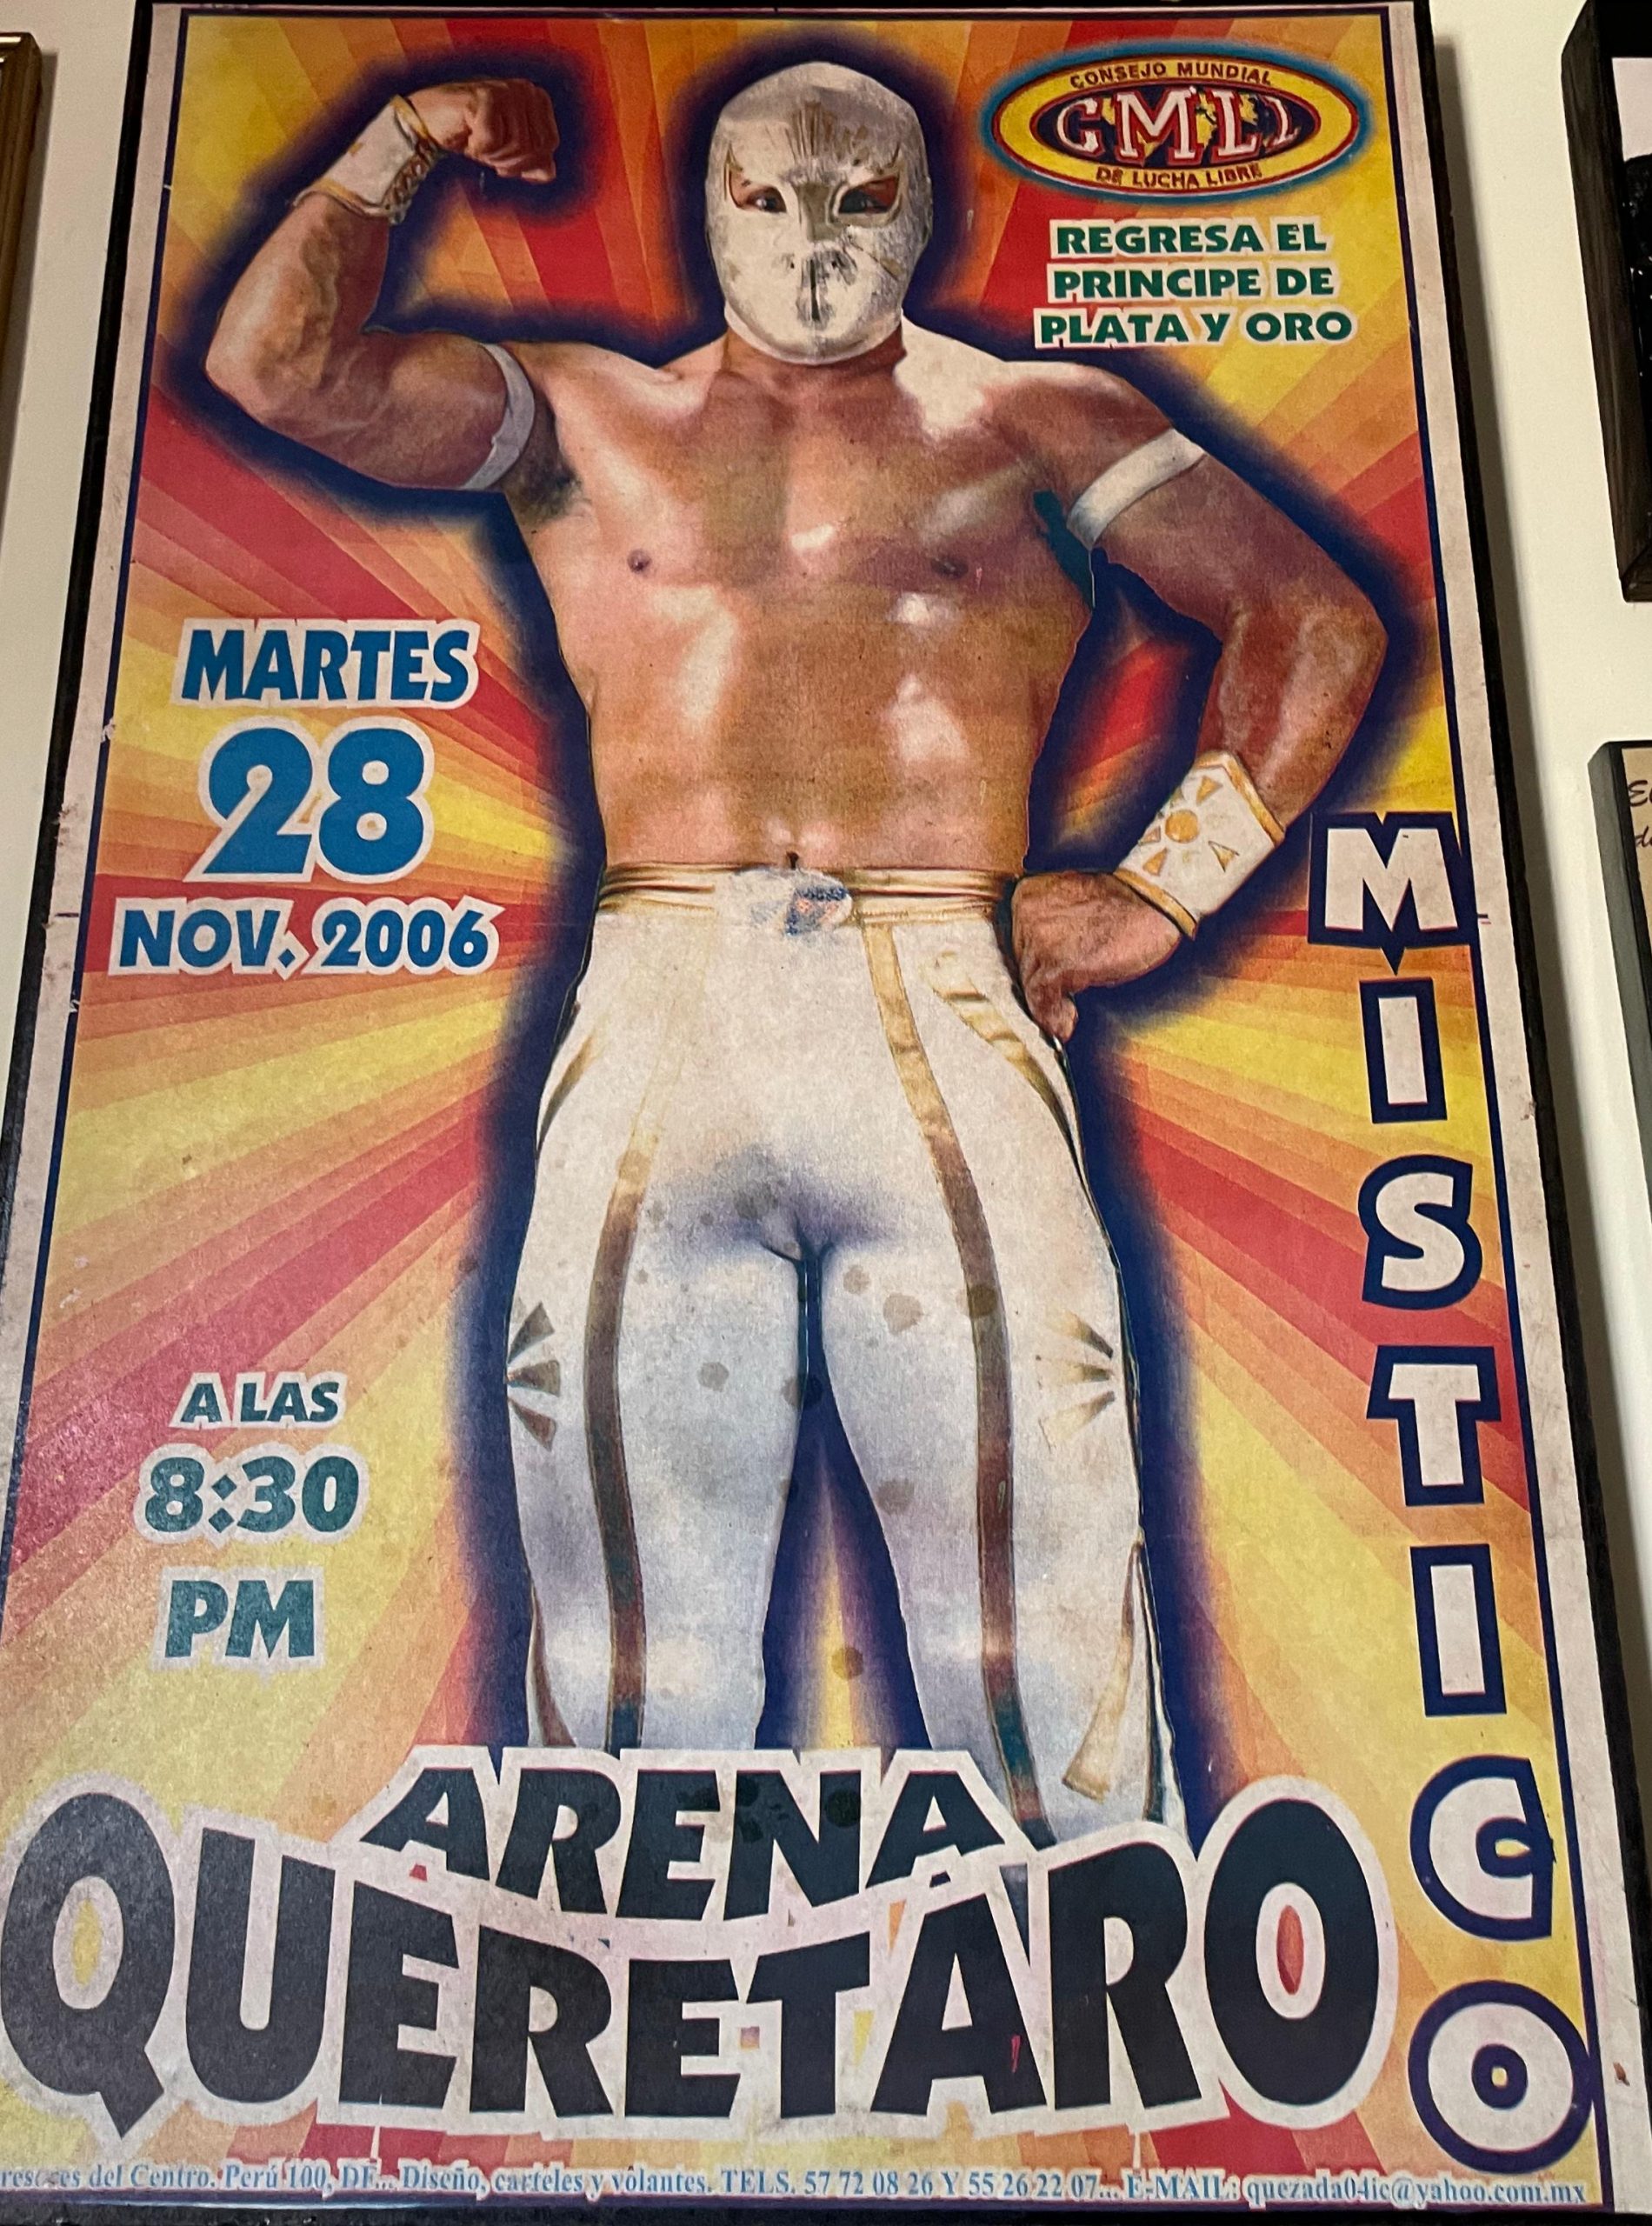 CONSEJO MUNDIAL
CMLL
DE LUCHA LIBRE
REGRESA EL
PRINCIPE DE
PLATA Y ORO
MARTES
28
NOV. 2006
MISTICO
A LAS
8:30
PM
ARENA
QUERETARO
del Centro. Perú 100, DF... Diseño, carteles y volantes. TELS. 57 72 08 26 Y 55 26 22 07... E-MAIL: quezada04ic@yahoo.com.mx